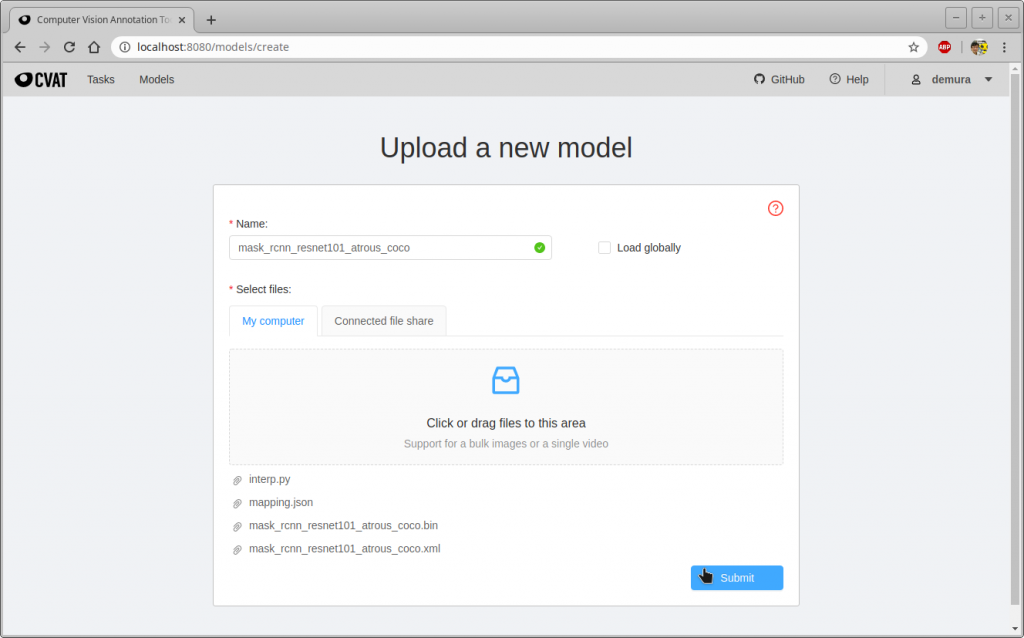 Computer Vision Annotation To
localhost:8080/models/create
ABP
CVAT Tasks Models GitHub Help demura
Upload a new model
* Name:
mask_rcnn_resnet101_atrous_coco
Load globally
* Select files:
My computer Connected file share
Click or drag files to this area
Support for a bulk images or a single video
interp.py
mapping.json
mask_rcnn_resnet101_atrous_coco.bin
mask_rcnn_resnet101_atrous_coco.xml
Submit